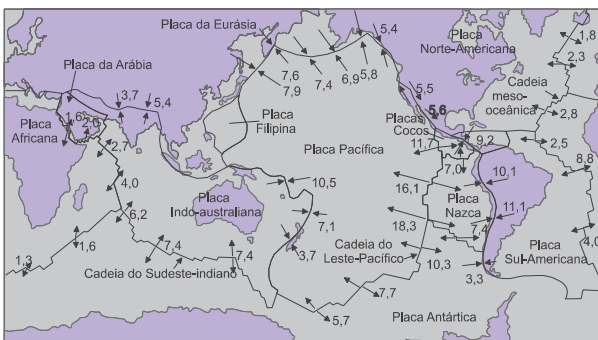 Placa da Eurásia
5,4
Placa
Norte-Americana
1,8
2,3
Placa da Arábia
3,7
5,4
7,6
7,9
7,4
6,9
5,8
5,5
5,6
Cadeia
meso-
oceânica
2,8
Placa
Africana
1,6
2,0
Placa
Filipina
Placa Pacífica
Placa
Cocos
11,7
9,2
2,5
2,7
7,0
8,8
4,0
10,5
16,1
10,1
6,2
Placa
Indo-australiana
7,1
18,3
Placa
Nazca
11,1
7,4
1,6
7,4
7,4
3,7
Cadeia do
Leste-Pacífico
10,3
Placa
Sul-Americana
4,0
1,3
Cadeia do Sudeste-indiano
3,3
7,7
5,7
Placa Antártica